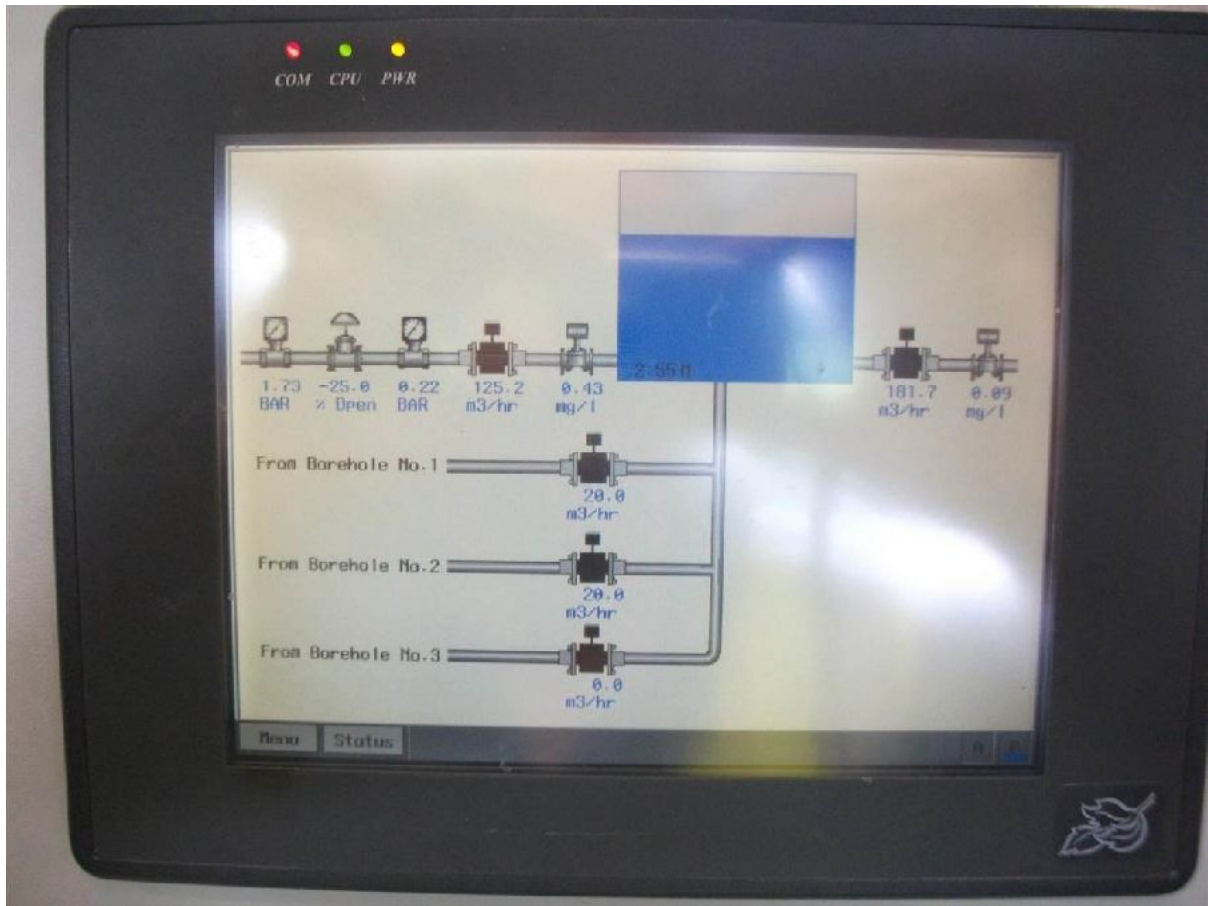 COM CPU PWR
2.55M
1.73 -25.0 0.22 125.2 0.43 181.7 0.09
BAR % Open BAR m3/hr mg/l m3/hr mg/l
From Borehole No.1
20.0
m3/hr
From Borehole No.2
20.0
m3/hr
From Borehole No.3
0.0
m3/hr
Menu Status